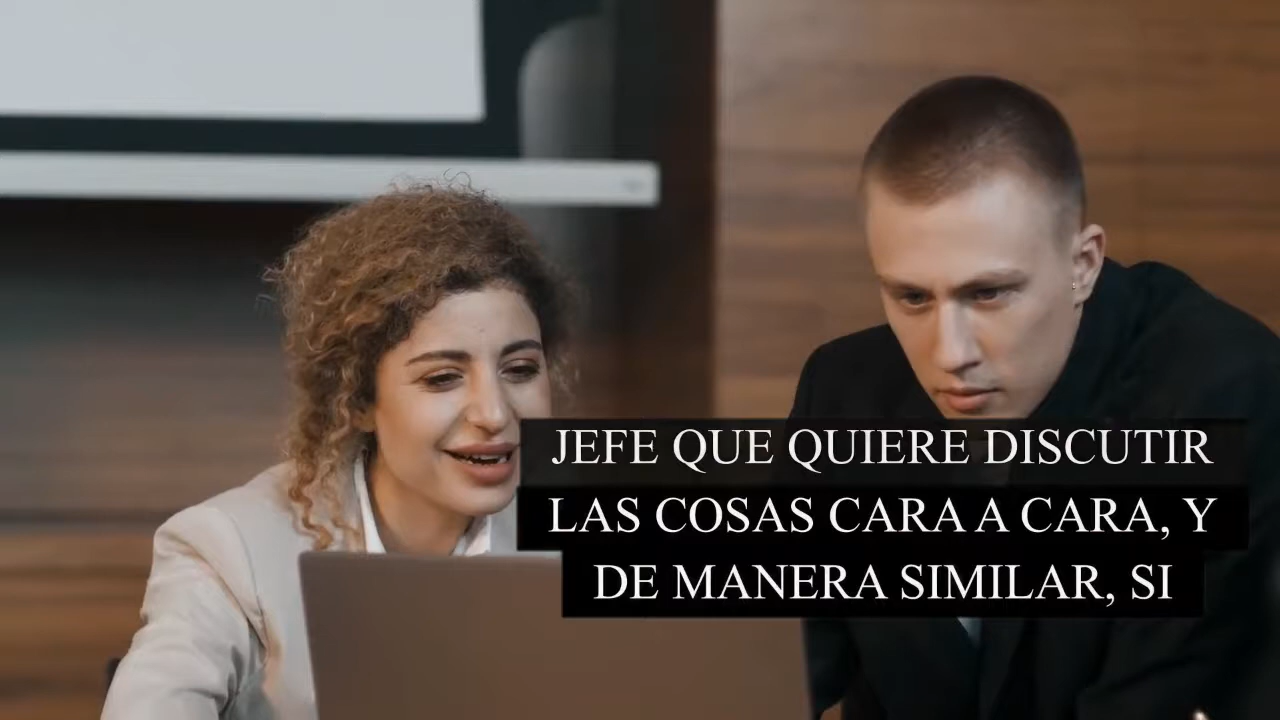 JEFE QUE QUIERE DISCUTIR
LAS COSAS CARA A CARA, Y
DE MANERA SIMILAR, SI